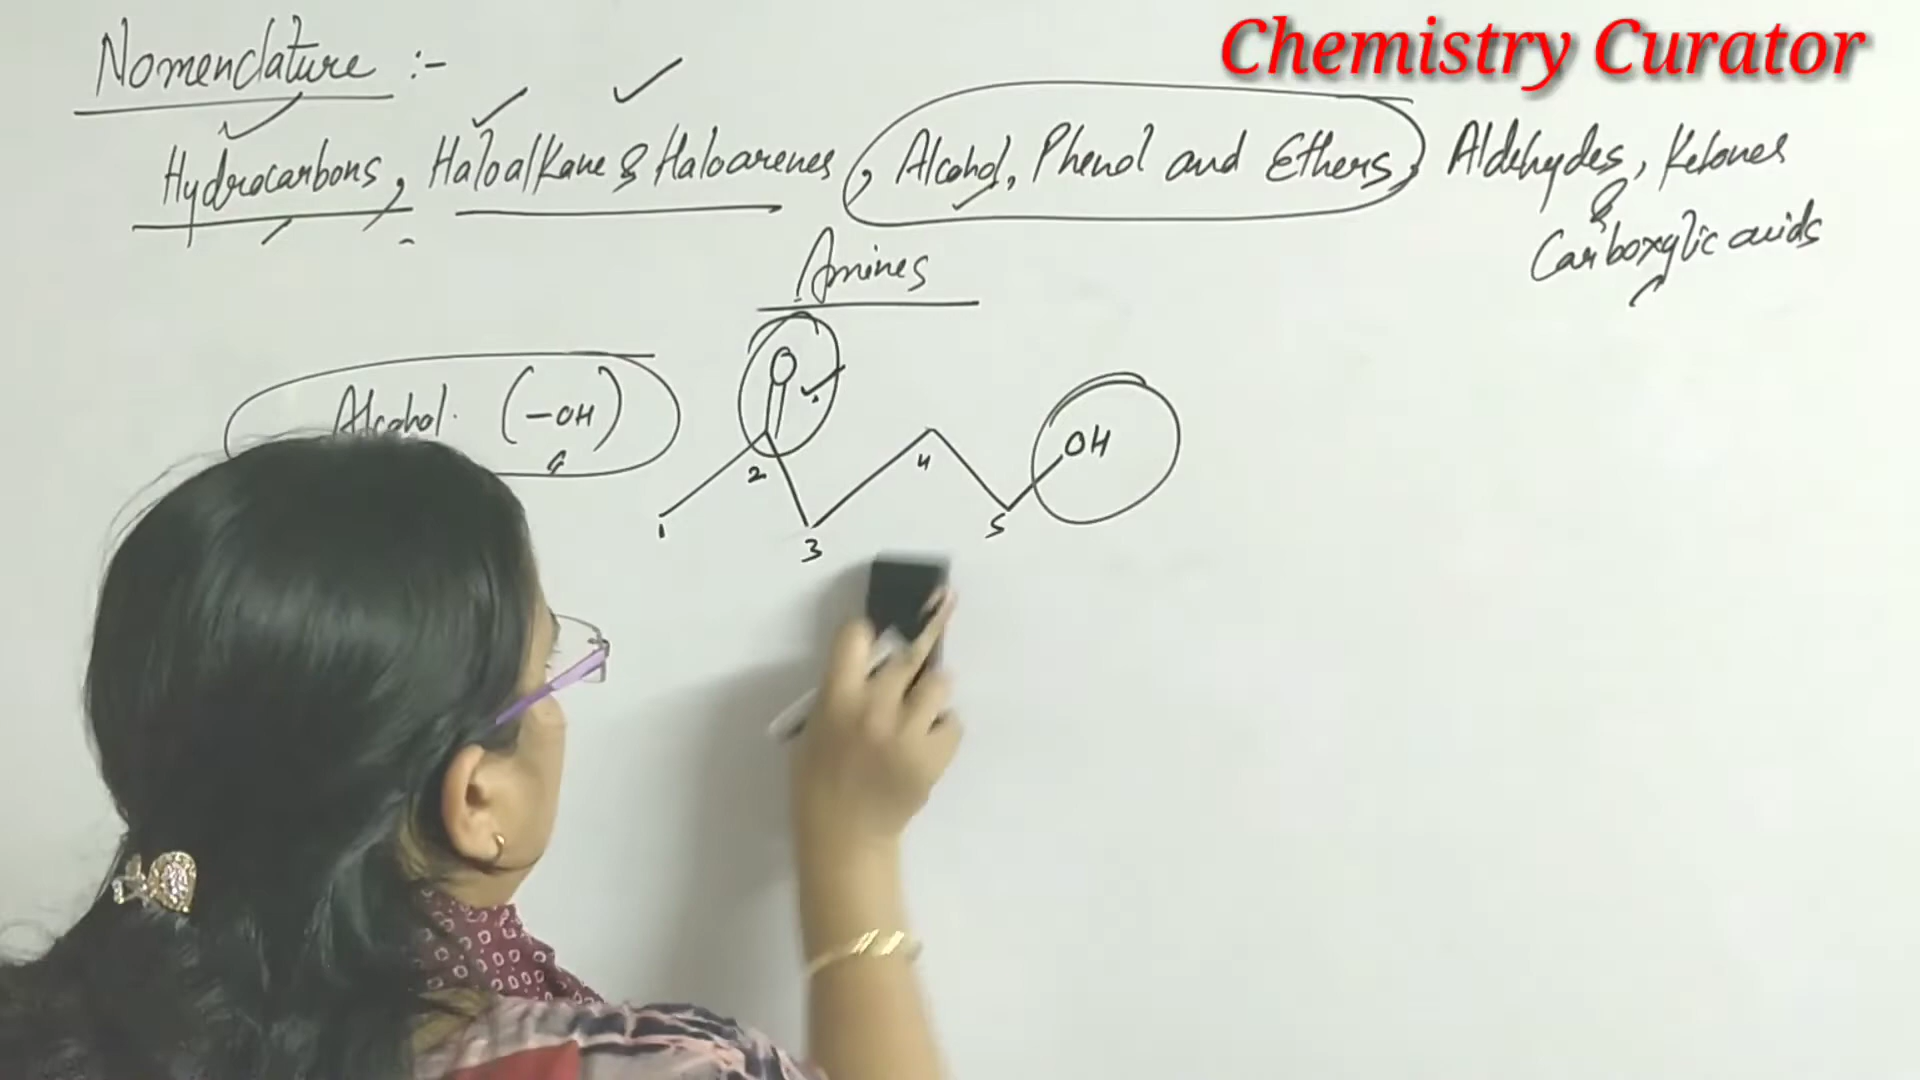 Chemistry Curator
Nomenclature :-
Hydrocarbons, Haloalkane & Haloarenes, Alcohol, Phenol and Ethers, Aldehydes, Ketones
&
Carboxylic acids
Amines
Alcohol. (-OH)
O
OH
2
4
1
5
3